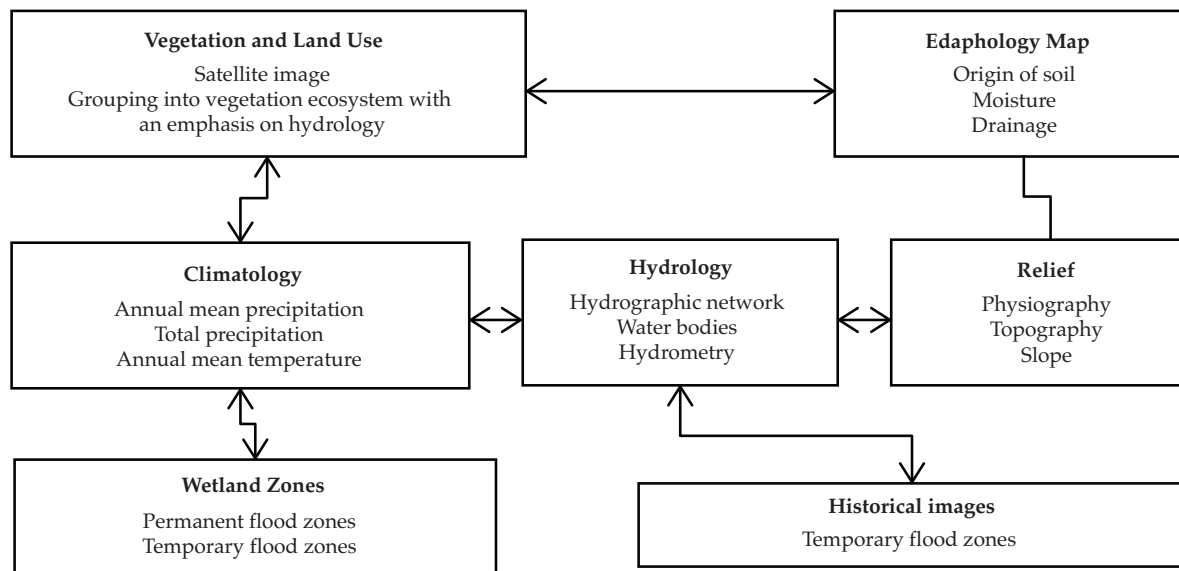 Vegetation and Land Use
Satellite image
Grouping into vegetation ecosystem with
an emphasis on hydrology
Edaphology Map
Origin of soil
Moisture
Drainage
Climatology
Annual mean precipitation
Total precipitation
Annual mean temperature
Hydrology
Hydrographic network
Water bodies
Hydrometry
Relief
Physiography
Topography
Slope
Wetland Zones
Permanent flood zones
Temporary flood zones
Historical images
Temporary flood zones